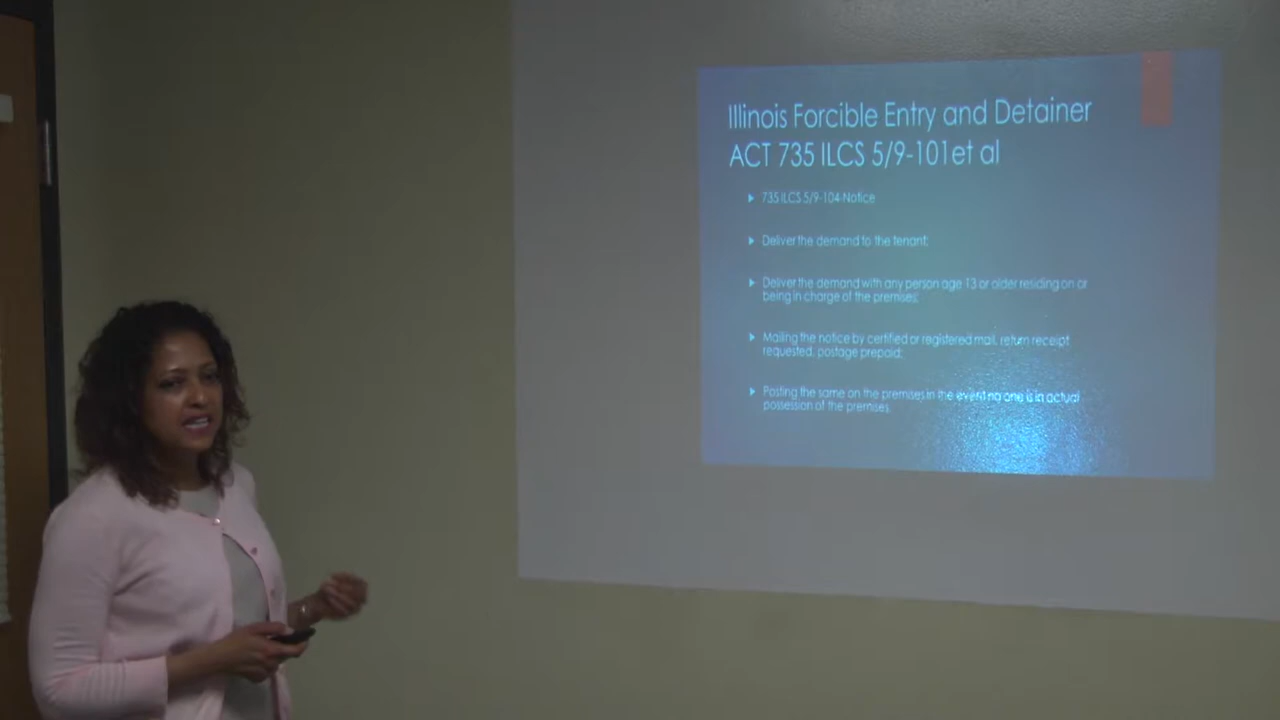 Illinois Forcible Entry and Detainer
ACT 735 ILCS 5/9-101et al
735 ILCS 5/9-104-Notice
Deliver the demand to the tenant;
Deliver the demand with any person age 13 or older residing on or
being in charge of the premises;
Mailing the notice by certified or registered mail, return receipt
requested, postage prepaid;
Posting the same on the premises in the event no one is in actual
possession of the premises.